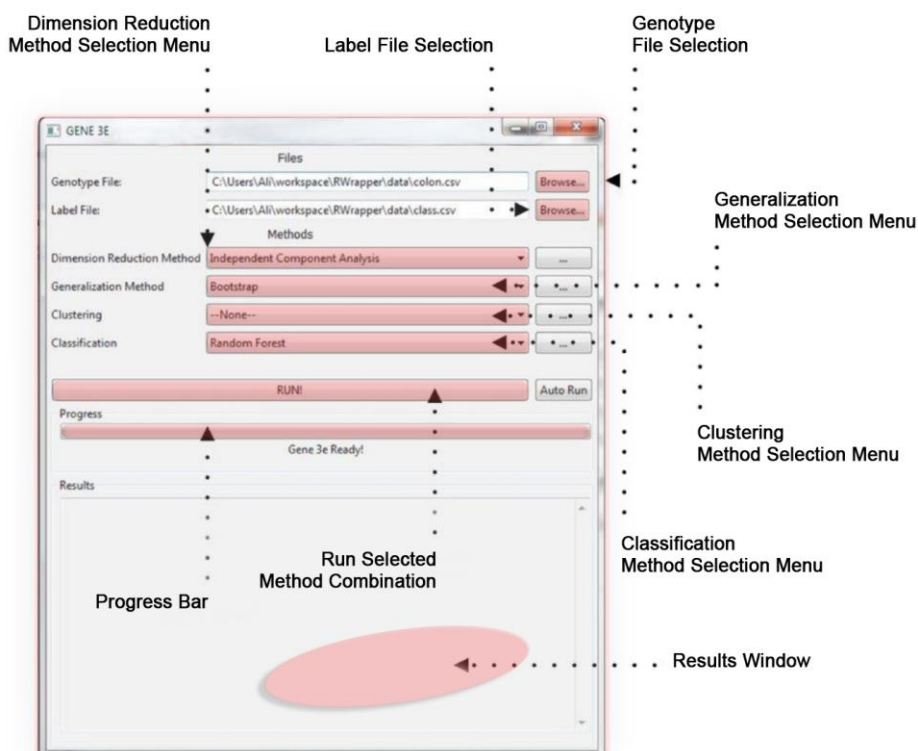 Dimension Reduction
Method Selection Menu
Label File Selection
Genotype
File Selection
GENE 3E
Files
Genotype File:
C:\Users\Ali\workspace\RWrapper\data\colon.csv
Browse...
Label File:
C:\Users\Ali\workspace\RWrapper\data\class.csv
Browse...
Generalization
Method Selection Menu
Methods
Dimension Reduction Method
Independent Component Analysis
...
Generalization Method
Bootstrap
...
Clustering
--None--
...
Classification
Random Forest
...
RUN!
Auto Run
Progress
Gene 3e Ready!
Clustering
Method Selection Menu
Results
Run Selected
Method Combination
Classification
Method Selection Menu
Progress Bar
Results Window